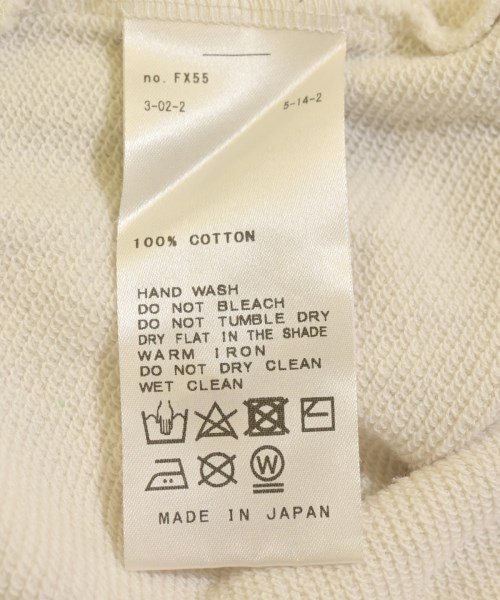 no. FX55
3-02-2 5-14-2
100% COTTON
HAND WASH
DO NOT BLEACH
DO NOT TUMBLE DRY
DRY FLAT IN THE SHADE
WARM IRON
DO NOT DRY CLEAN
WET CLEAN
W
MADE IN JAPAN